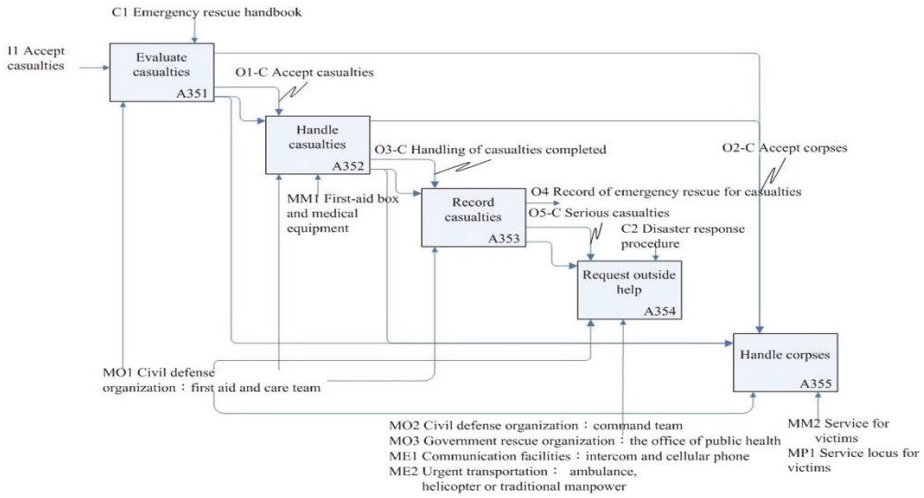 C1 Emergency rescue handbook
I1 Accept
casualties
Evaluate
casualties
A351
O1-C Accept casualties
Handle
casualties
A352
O3-C Handling of casualties completed
O2-C Accept corpses
MM1 First-aid box
and medical
equipment
Record
casualties
A353
O4 Record of emergency rescue for casualties
O5-C Serious casualties
C2 Disaster response
procedure
Request outside
help
A354
Handle corpses
A355
MO1 Civil defense
organization：first aid and care team
MO2 Civil defense organization：command team
MO3 Government rescue organization：the office of public health
ME1 Communication facilities：intercom and cellular phone
ME2 Urgent transportation： ambulance,
helicopter or traditional manpower
MM2 Service for
victims
MP1 Service locus for
victims